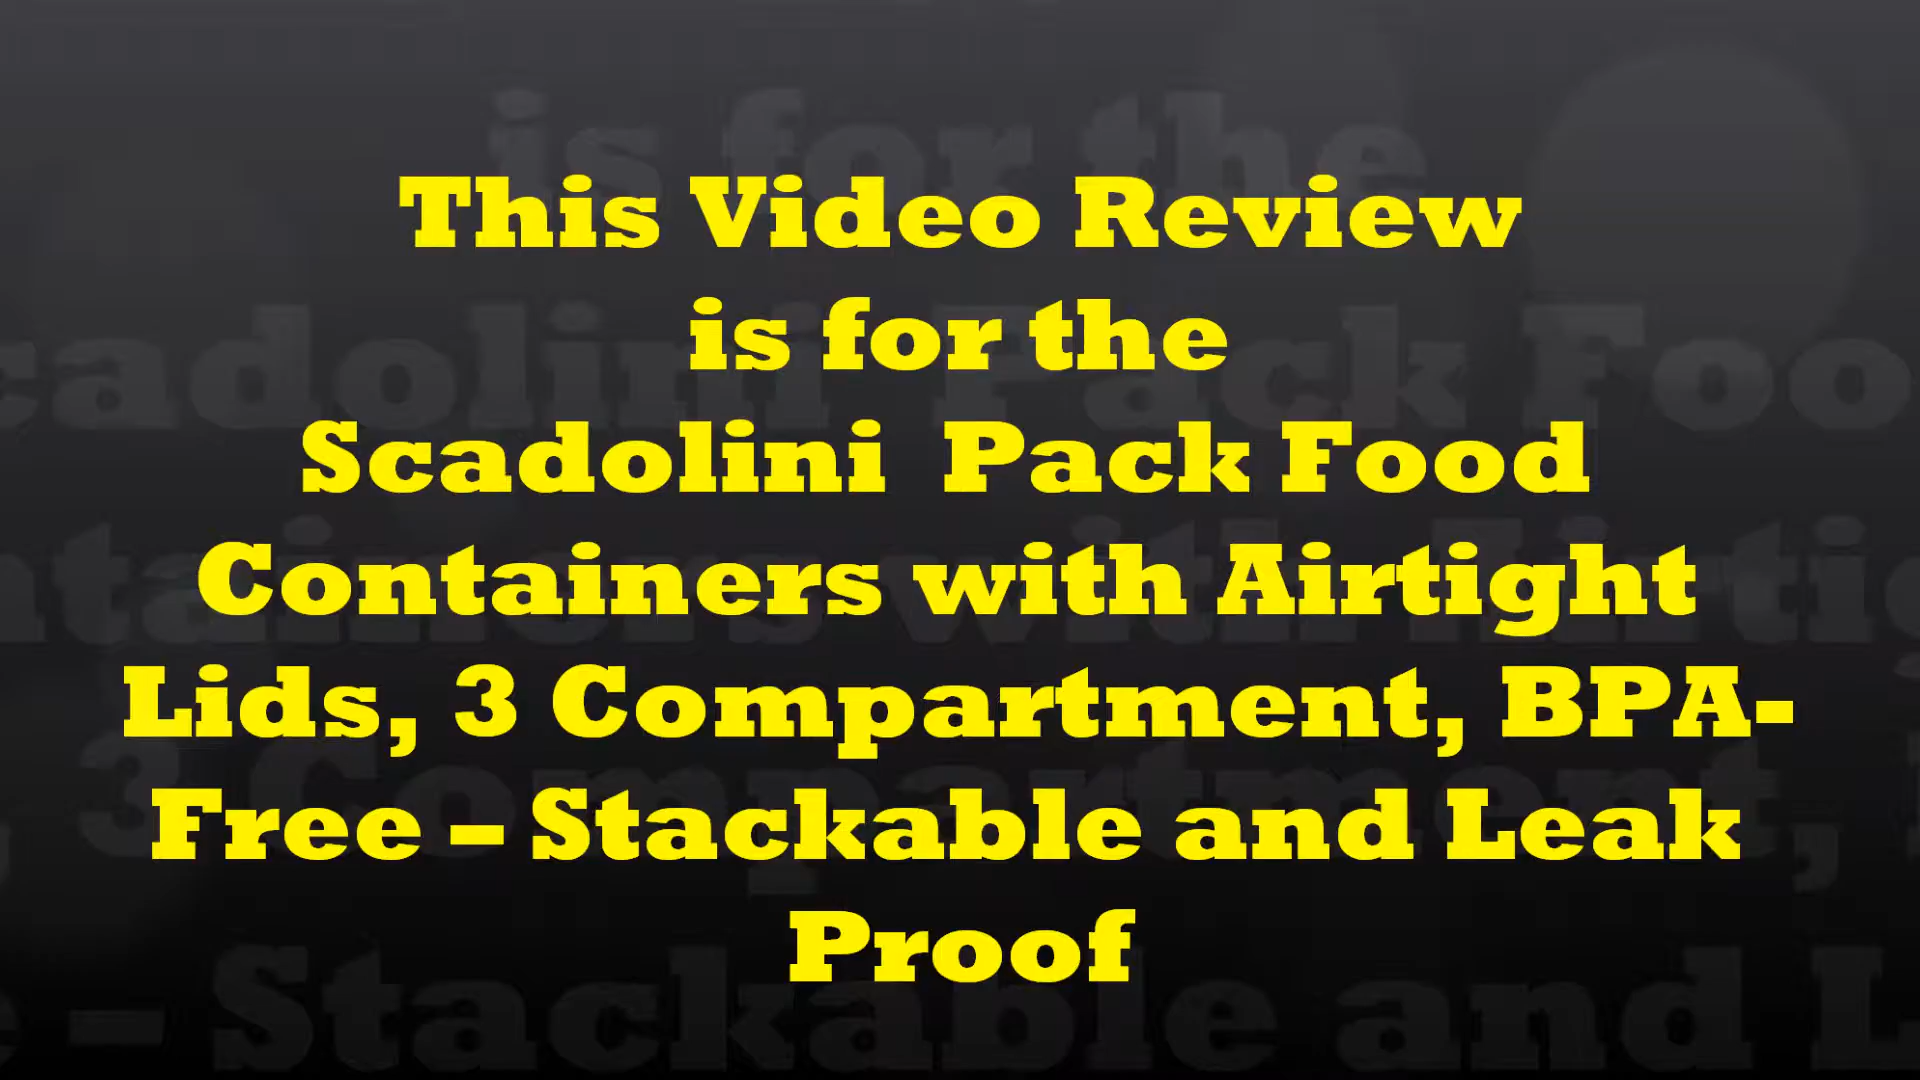 This Video Review
is for the
Scadolini  Pack Food
Containers with Airtight
Lids, 3 Compartment, BPA-
Free – Stackable and Leak
Proof